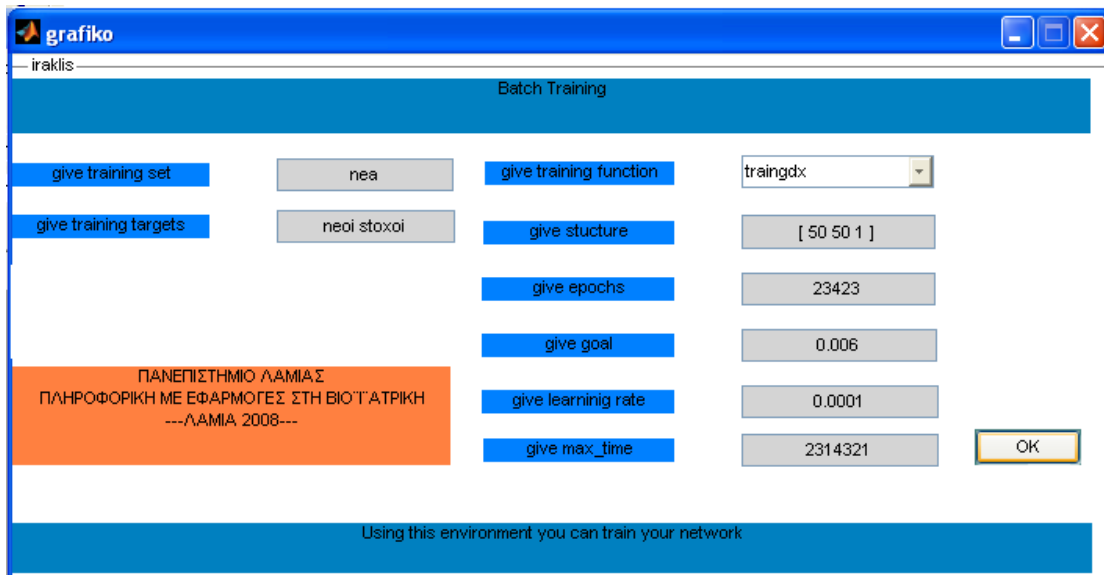 grafiko
iraklis
Batch Training
give training set
nea
give training function
traingdx
give training targets
neoi stoxoi
give stucture
[ 50 50 1 ]
give epochs
23423
give goal
0.006
ΠΑΝΕΠΙΣΤΗΜΙΟ ΛΑΜΙΑΣ
ΠΛΗΡΟΦΟΡΙΚΗ ΜΕ ΕΦΑΡΜΟΓΕΣ ΣΤΗ ΒΙΟΪΑΤΡΙΚΗ
---ΛΑΜΙΑ 2008---
give learninig rate
0.0001
give max_time
2314321
OK
Using this environment you can train your network